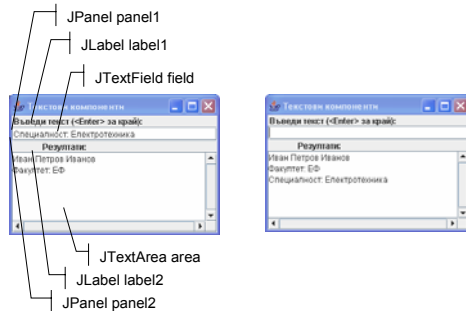 JPanel panel1
JLabel label1
JTextField field
Текстови компоненти
Въведи текст (<Enter> за край):
Специалност: Електротехника
Резултати:
Иван Петров Иванов
Факултет: ЕФ
JTextArea area
JLabel label2
JPanel panel2
Текстови компоненти
Въведи текст (<Enter> за край):
Резултати:
Иван Петров Иванов
Факултет: ЕФ
Специалност: Електротехника